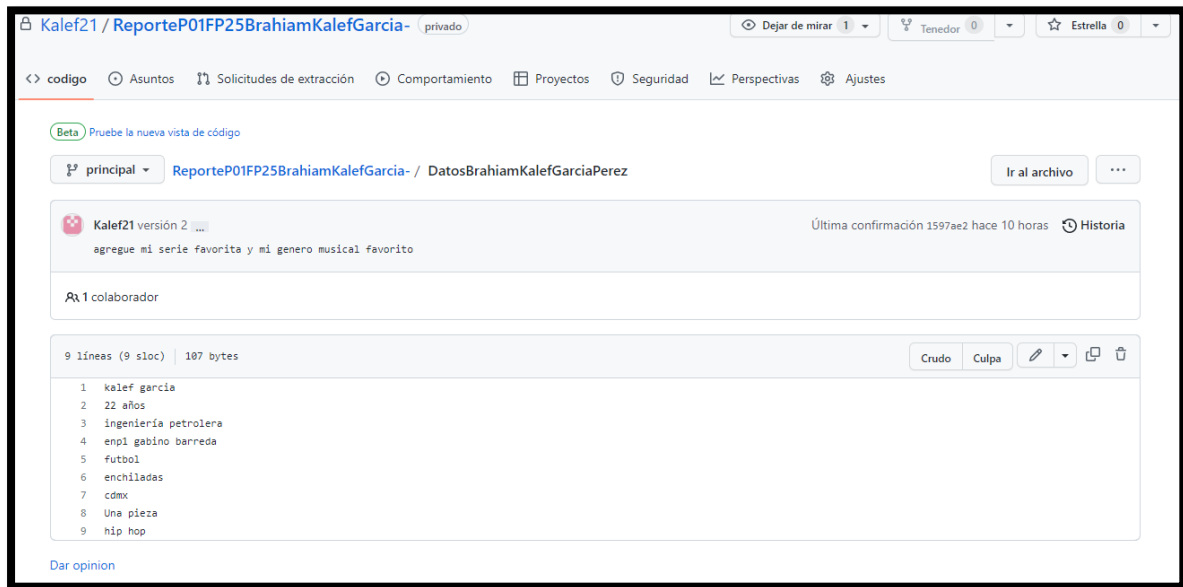 Kalef21 / ReporteP01FP25BrahiamKalefGarcia- privado Dejar de mirar 1 Tenedor 0 Estrella 0
<> codigo Asuntos Solicitudes de extracción Comportamiento Proyectos Seguridad Perspectivas Ajustes
Beta Pruebe la nueva vista de código
principal ReporteP01FP25BrahiamKalefGarcia- / DatosBrahiamKalefGarciaPerez Ir al archivo ...
Kalef21 versión 2 ... Última confirmación 1597ae2 hace 10 horas Historia
agregue mi serie favorita y mi genero musical favorito
1 colaborador
9 líneas (9 sloc) 107 bytes Crudo Culpa
1 kalef garcia
2 22 años
3 ingeniería petrolera
4 enp1 gabino barreda
5 futbol
6 enchiladas
7 cdmx
8 Una pieza
9 hip hop
Dar opinion